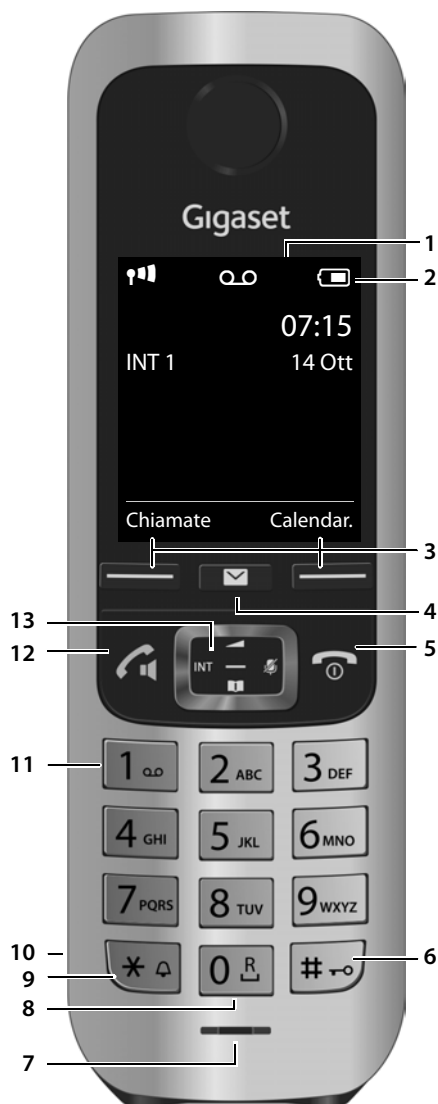 Gigaset
1
2
07:15
INT 1 14 Ott
Chiamate Calendar.
3
4
13
12
INT
5
11
1 2 ABC 3 DEF
4 GHI 5 JKL 6 MNO
7 PQRS 8 TUV 9 WXYZ
10
9
* 0 R #
6
8
7